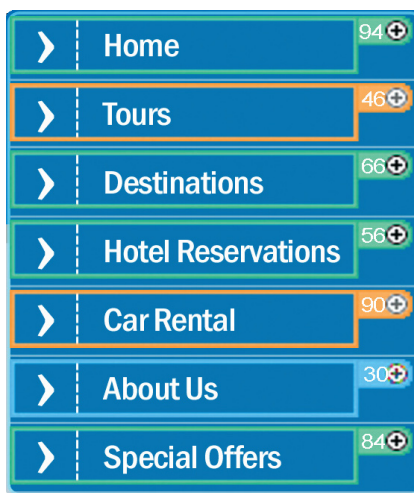 Home 94
Tours 46
Destinations 66
Hotel Reservations 56
Car Rental 90
About Us 30
Special Offers 84